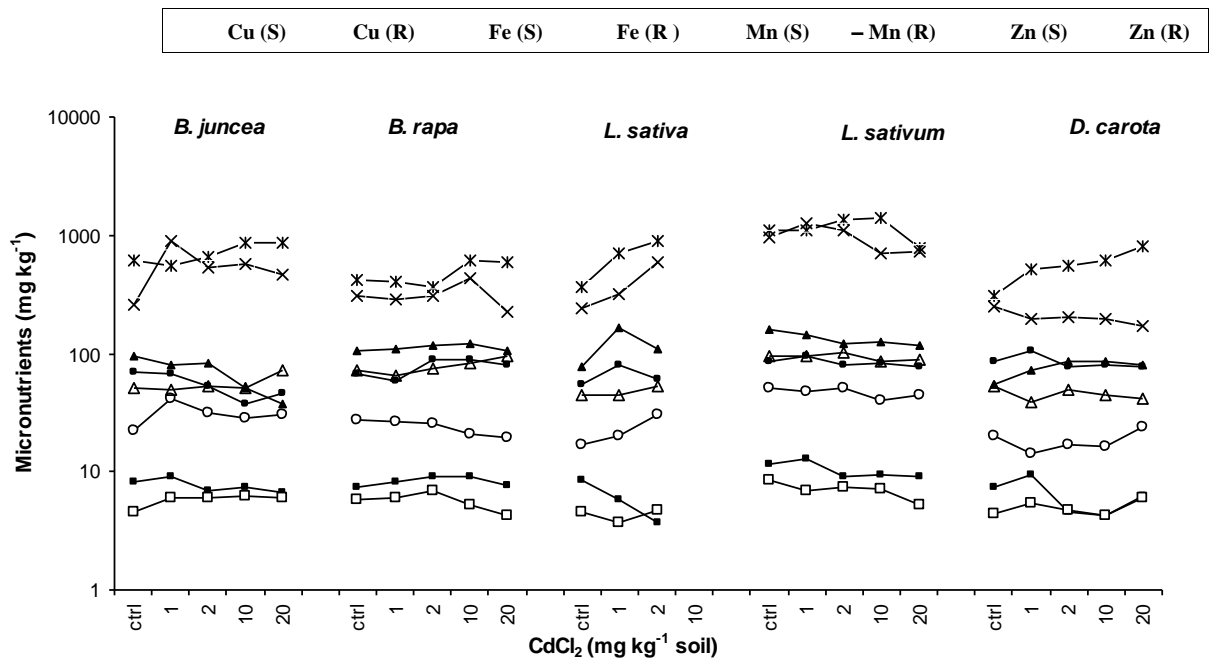 Cu (S) Cu (R) Fe (S) Fe (R ) Mn (S) – Mn (R) Zn (S) Zn (R)
B. juncea B. rapa L. sativa L. sativum D. carota
Micronutrients (mg kg⁻¹)
10000
1000
100
10
1
ctrl 1 2 10 20 ctrl 1 2 10 20 ctrl 1 2 10 ctrl 1 2 10 20 ctrl 1 2 10 20
CdCl₂ (mg kg⁻¹ soil)